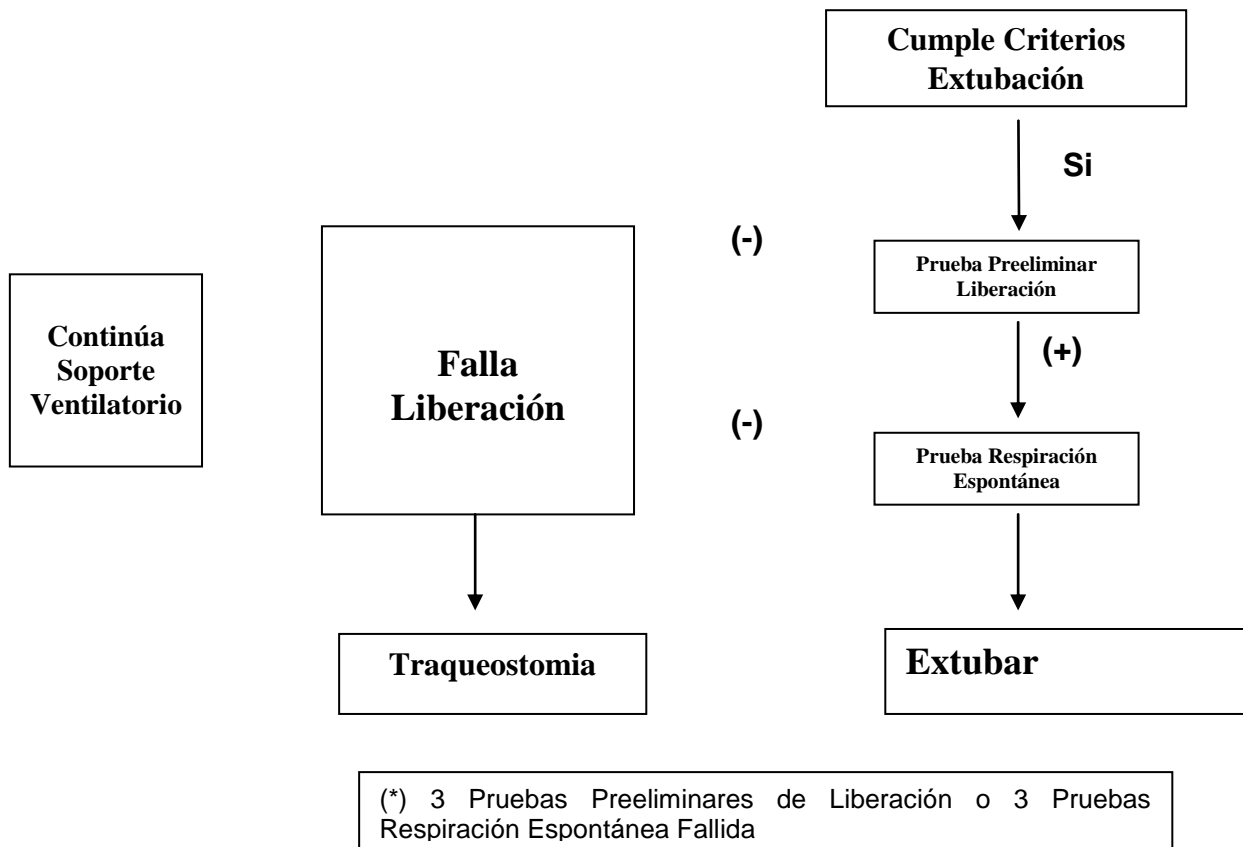 Cumple Criterios
Extubación
Si
(-)
Prueba Preeliminar
Liberación
Continúa
Soporte
Ventilatorio
Falla
Liberación
(+)
(-)
Prueba Respiración
Espontánea
Traqueostomia
Extubar
(*) 3 Pruebas Preeliminares de Liberación o 3 Pruebas
Respiración Espontánea Fallida